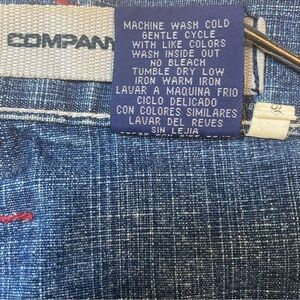 COMPANY
MACHINE WASH COLD
GENTLE CYCLE
WITH LIKE COLORS
WASH INSIDE OUT
NO BLEACH
TUMBLE DRY LOW
IRON WARM IRON
LAVAR A MAQUINA FRIO
CICLO DELICADO
CON COLORES SIMILARES
LAVAR DEL REVES
SIN LEJIA